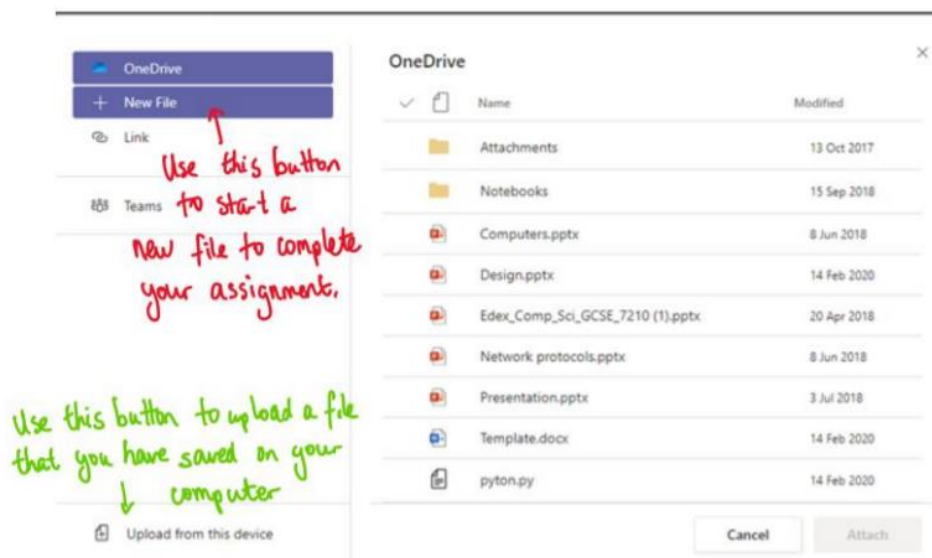 OneDrive
+ New File
Link
Use this button
to start a
new file to complete
your assignment.
Teams
Use this button to upload a file
that you have saved on your
computer
Upload from this device
OneDrive
Name Modified
Attachments 13 Oct 2017
Notebooks 15 Sep 2018
Computers.pptx 8 Jun 2018
Design.pptx 14 Feb 2020
Edex_Comp_Sci_GCSE_7210 (1).pptx 20 Apr 2018
Network protocols.pptx 8 Jun 2018
Presentation.pptx 3 Jul 2018
Template.docx 14 Feb 2020
pyton.py 14 Feb 2020
Cancel Attach